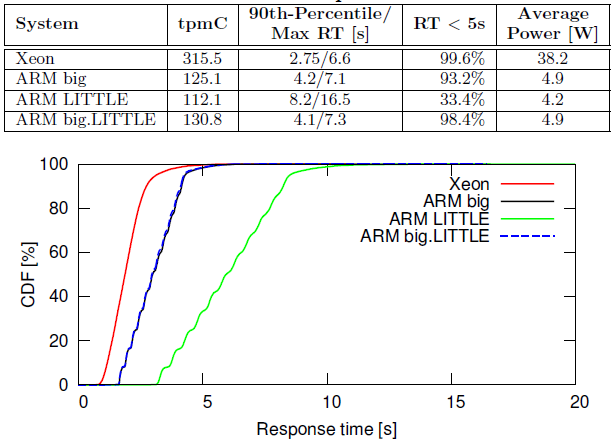 System tpmC 90th-Percentile/ Max RT [s] RT < 5s Average Power [W]
Xeon 315.5 2.75/6.6 99.6% 38.2
ARM big 125.1 4.2/7.1 93.2% 4.9
ARM LITTLE 112.1 8.2/16.5 33.4% 4.2
ARM big.LITTLE 130.8 4.1/7.3 98.4% 4.9
100
80
60
40
20
0
CDF [%]
Xeon
ARM big
ARM LITTLE
ARM big.LITTLE
0 5 10 15 20
Response time [s]